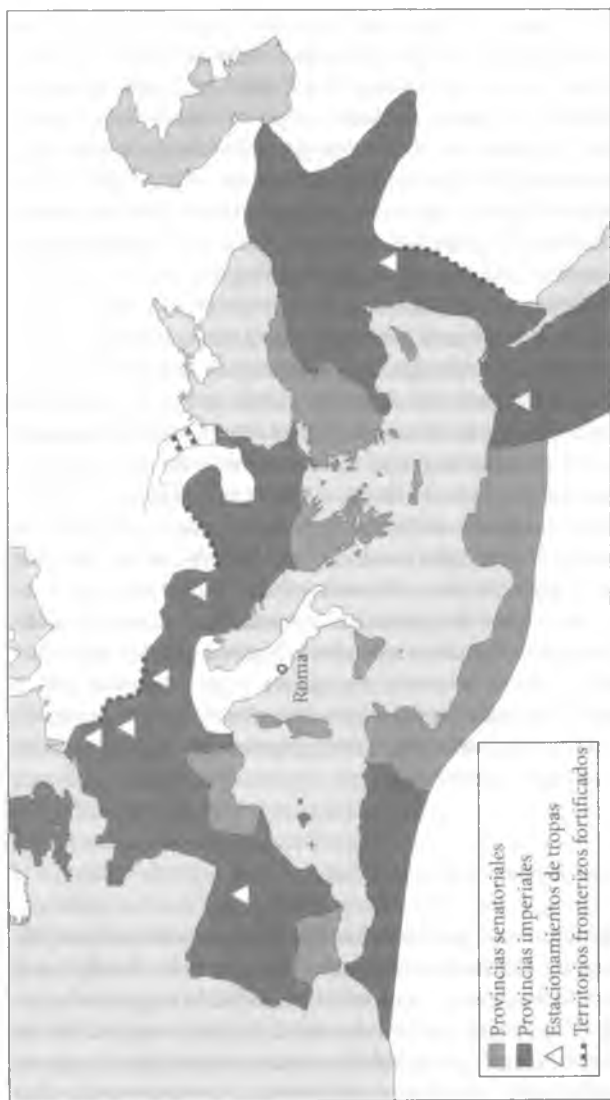 Roma
Provincias senatoriales
Provincias imperiales
Estacionamientos de tropas
Territorios fronterizos fortificados